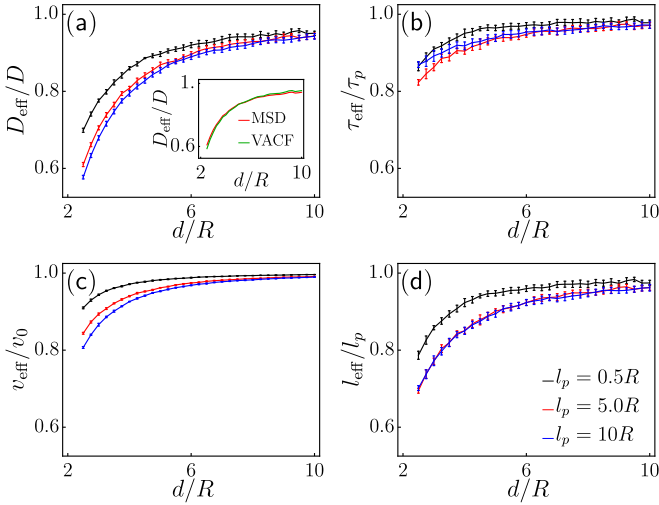 (a)
1.0
0.8
0.6
D_eff/D
2
6
10
d/R
1
0.6
D_eff/D
MSD
VACF
2
10
d/R
(b)
1.0
0.8
0.6
τ_eff/τ_p
2
6
10
d/R
(c)
1.0
0.8
0.6
v_eff/v_0
2
6
10
d/R
(d)
1.0
0.8
0.6
l_eff/l_p
l_p = 0.5R
l_p = 5.0R
l_p = 10R
2
6
10
d/R